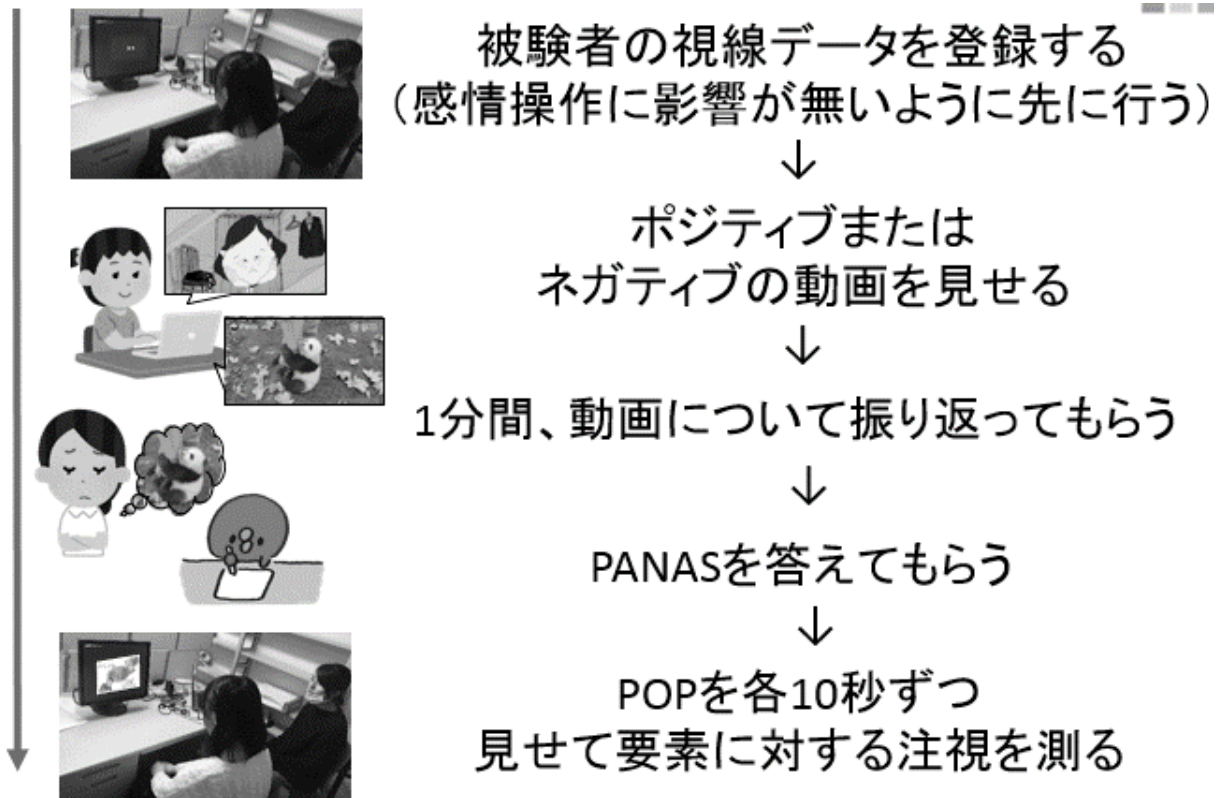 被験者の視線データを登録する
（感情操作に影響が無いように先に行う）
↓
ポジティブまたは
ネガティブの動画を見せる
↓
1分間、動画について振り返ってもらう
↓
PANASを答えてもらう
↓
POPを各10秒ずつ
見せて要素に対する注視を測る